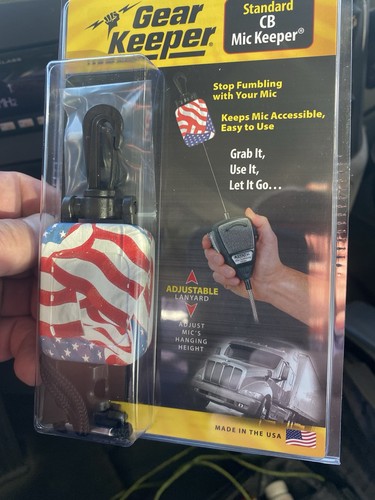 Gear
Keeper®
Standard
CB
Mic Keeper®
Stop Fumbling
with Your Mic
Keeps Mic Accessible,
Easy to Use
Grab It,
Use It,
Let It Go...
ADJUSTABLE
LANYARD
ADJUST
MIC'S
HANGING
HEIGHT
MADE IN THE USA